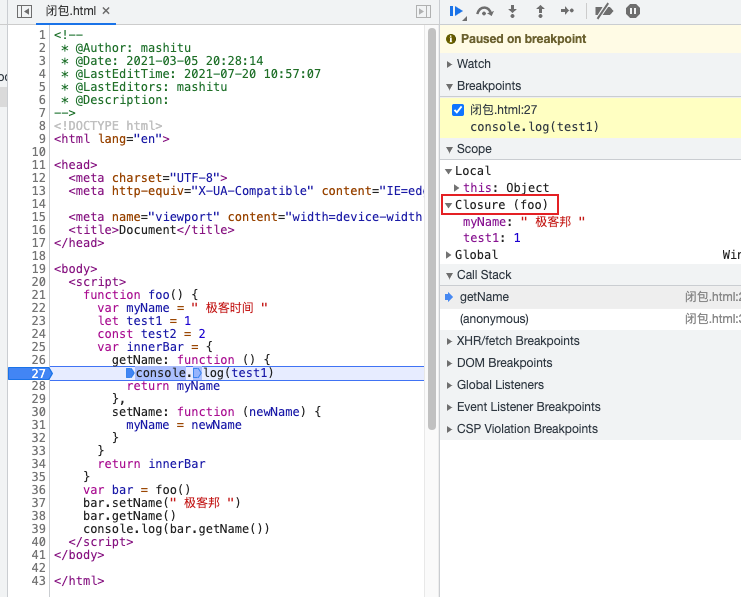 闭包.html ×
1 <!--
2 * @Author: mashitu
3 * @Date: 2021-03-05 20:28:14
4 * @LastEditTime: 2021-07-20 10:57:07
5 * @LastEditors: mashitu
6 * @Description:
7 -->
8 <!DOCTYPE html>
9 <html lang="en">
10
11 <head>
12 <meta charset="UTF-8">
13 <meta http-equiv="X-UA-Compatible" content="IE=ed
14
15 <meta name="viewport" content="width=device-width
16 <title>Document</title>
17 </head>
18
19 <body>
20 <script>
21 function foo() {
22 var myName = " 极客时间 "
23 let test1 = 1
24 const test2 = 2
25 var innerBar = {
26 getName: function () {
27 console.log(test1)
28 return myName
29 },
30 setName: function (newName) {
31 myName = newName
32 }
33 }
34 return innerBar
35 }
36 var bar = foo()
37 bar.setName(" 极客邦 ")
38 bar.getName()
39 console.log(bar.getName())
40 </script>
41 </body>
42
43 </html>
Paused on breakpoint
Watch
Breakpoints
闭包.html:27
console.log(test1)
Scope
Local
this: Object
Closure (foo)
myName: " 极客邦 "
test1: 1
Global Win
Call Stack
getName 闭包.html:2
(anonymous) 闭包.html:3
XHR/fetch Breakpoints
DOM Breakpoints
Global Listeners
Event Listener Breakpoints
CSP Violation Breakpoints